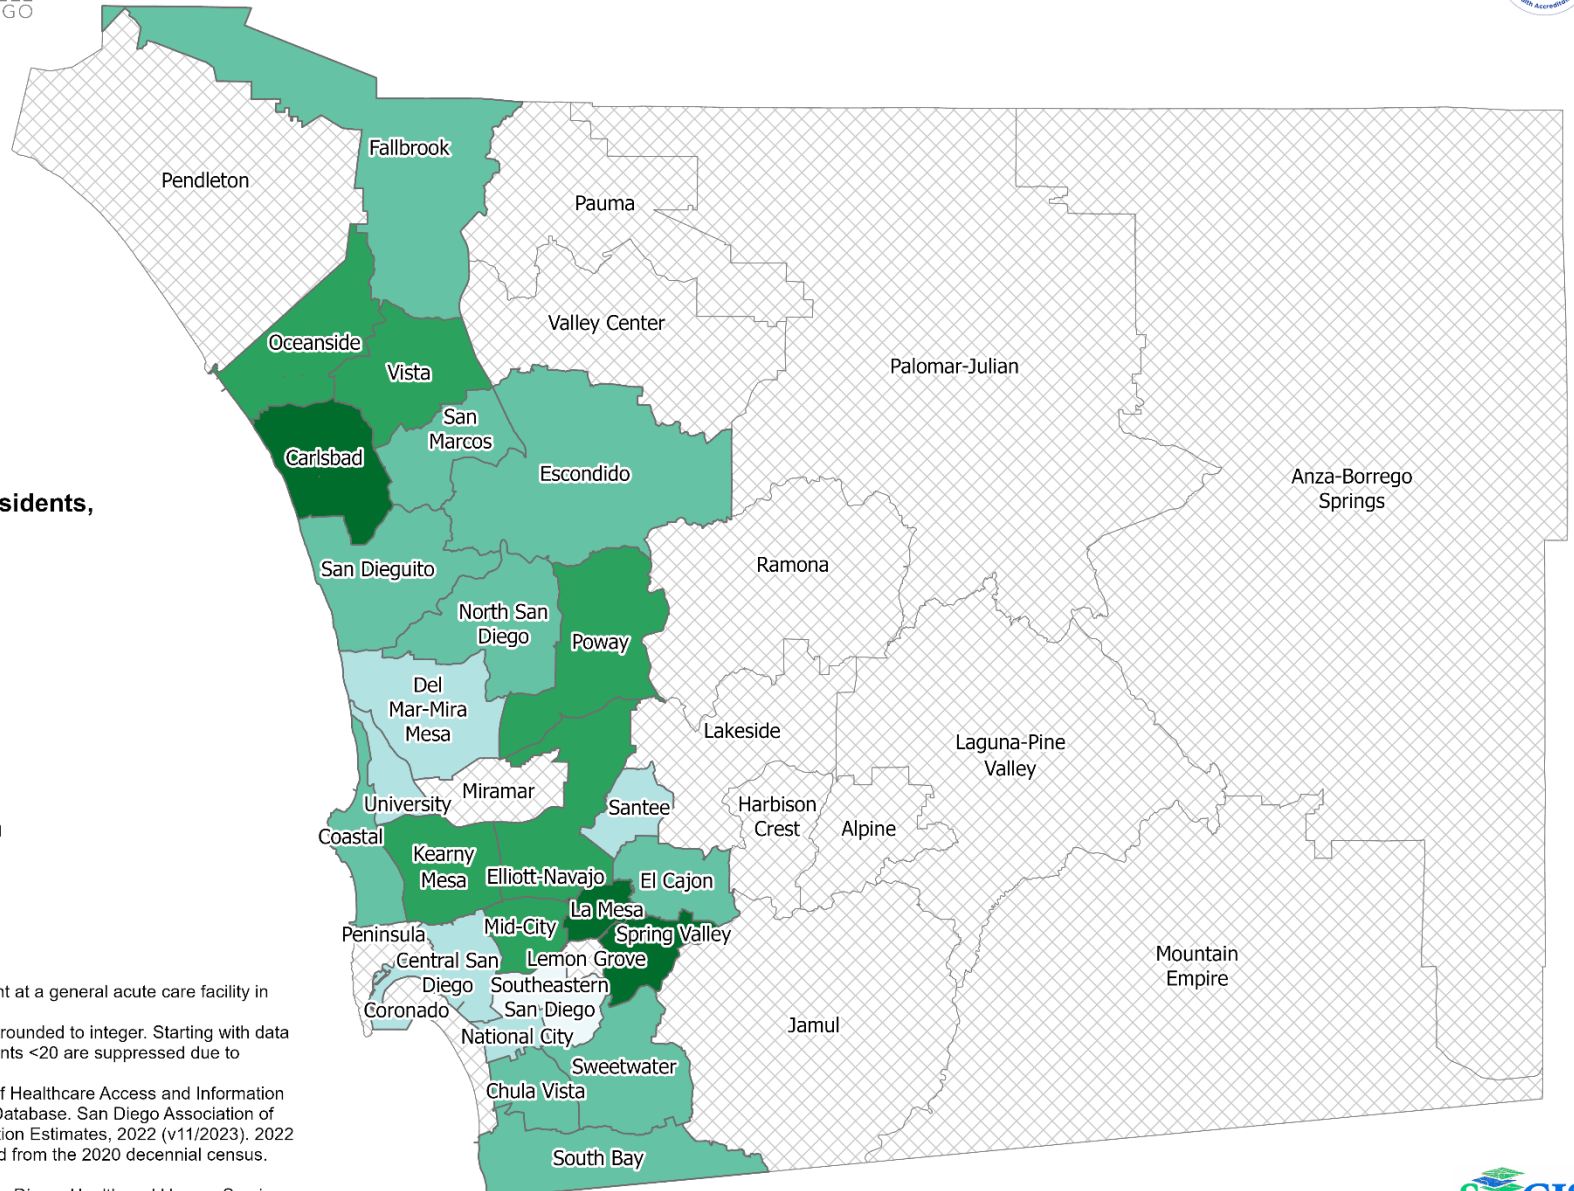 GO
Fallbrook
Pendleton
Pauma
Valley Center
Oceanside
Vista
Palomar-Julian
San
Marcos
Carlsbad
Escondido
Anza-Borrego
Springs
sidents,
San Dieguito
Ramona
North San
Diego
Poway
Del
Mar-Mira
Mesa
Lakeside
Laguna-Pine
Valley
Miramar
University
Santee
Harbison
Crest
Alpine
Coastal
Kearny
Mesa
Elliott-Navajo
El Cajon
La Mesa
Mid-City
Peninsula
Spring Valley
Central San
Diego
Lemon Grove
Southeastern
San Diego
Mountain
Empire
Coronado
Jamul
National City
Sweetwater
Chula Vista
South Bay
nt at a general acute care facility in
rounded to integer. Starting with data
nts <20 are suppressed due to
of Healthcare Access and Information
Database. San Diego Association of
tion Estimates, 2022 (v11/2023). 2022
d from the 2020 decennial census.